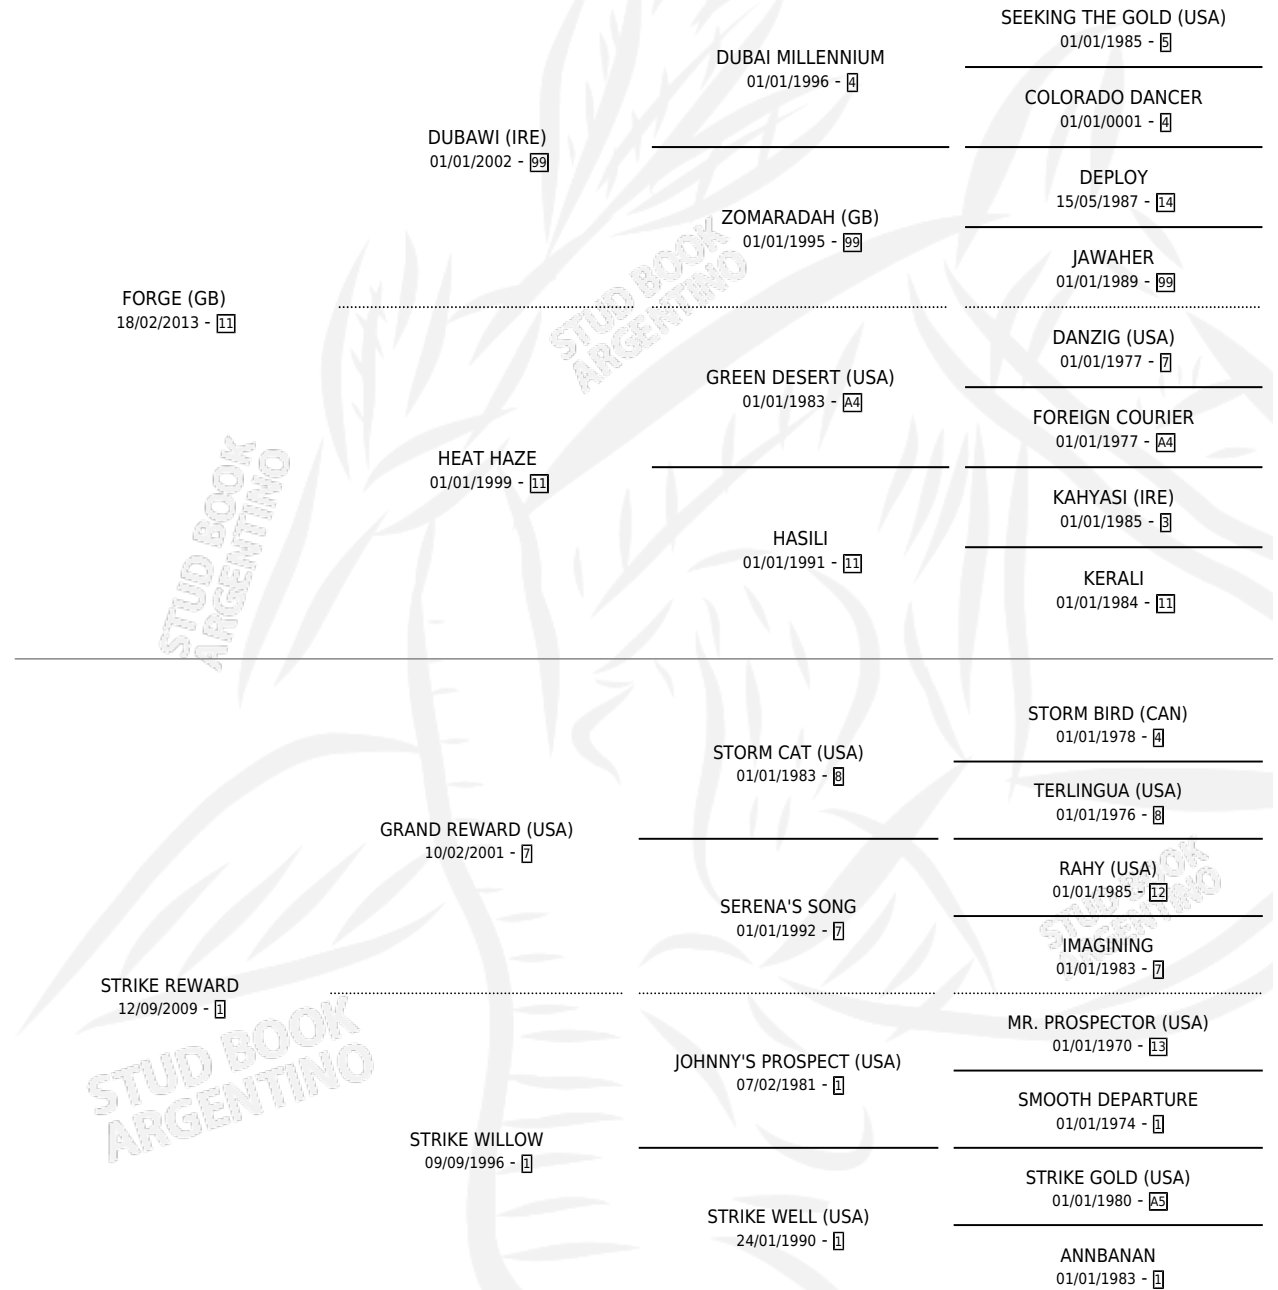 SEEKING THE GOLD (USA)
01/01/1985 - 5
DUBAI MILLENNIUM
01/01/1996 - 4
COLORADO DANCER
01/01/0001 - 4
DUBAWI (IRE)
01/01/2002 - 99
DEPLOY
15/05/1987 - 14
ZOMARADAH (GB)
01/01/1995 - 99
JAWAHER
01/01/1989 - 99
FORGE (GB)
18/02/2013 - 11
DANZIG (USA)
01/01/1977 - 7
GREEN DESERT (USA)
01/01/1983 - A4
FOREIGN COURIER
01/01/1977 - A4
HEAT HAZE
01/01/1999 - 11
KAHYASI (IRE)
01/01/1985 - 3
HASILI
01/01/1991 - 11
KERALI
01/01/1984 - 11
STUD BOOK
ARGENTINO
STUD BOOK
ARGENTINO
STORM BIRD (CAN)
01/01/1978 - 4
STORM CAT (USA)
01/01/1983 - 8
TERLINGUA (USA)
01/01/1976 - 8
GRAND REWARD (USA)
10/02/2001 - 7
RAHY (USA)
01/01/1985 - 12
SERENA'S SONG
01/01/1992 - 7
IMAGINING
01/01/1983 - 7
STRIKE REWARD
12/09/2009 - 1
MR. PROSPECTOR (USA)
01/01/1970 - 13
JOHNNY'S PROSPECT (USA)
07/02/1981 - 1
SMOOTH DEPARTURE
01/01/1974 - 1
STRIKE WILLOW
09/09/1996 - 1
STRIKE GOLD (USA)
01/01/1980 - A5
STRIKE WELL (USA)
24/01/1990 - 1
ANNBANAN
01/01/1983 - 1
STUD BOOK
ARGENTINO
STUD BOOK
ARGENTINO